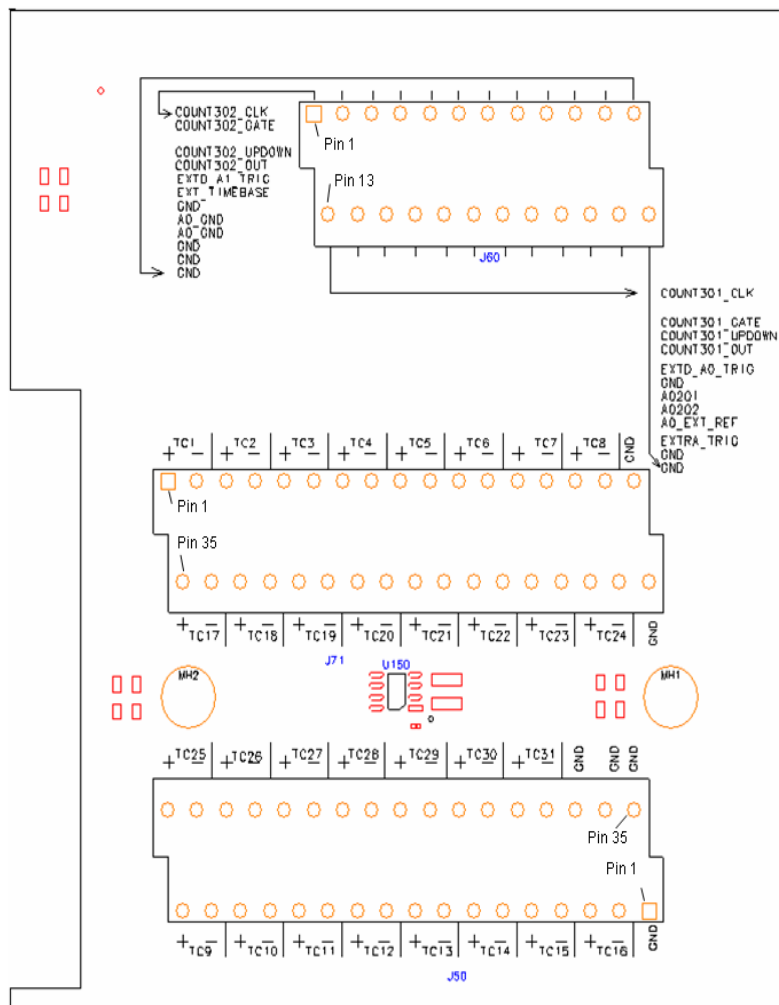 COUNT302_CLK
COUNT302_GATE
COUNT302_UPDOWN
COUNT302_OUT
EXTD_A1_TRIG
EXT_TIMEBASE
GND
AO_GND
AO_GND
GND
GND
GND
Pin 1
Pin 13
J60
COUNT301_CLK
COUNT301_GATE
COUNT301_UPDOWN
COUNT301_OUT
EXTD_AO_TRIG
GND
AO201
AO202
AO_EXT_REF
EXTRA_TRIG
GND
GND
+TC1- +TC2- +TC3- +TC4- +TC5- +TC6- +TC7- +TC8- GND
Pin 1
Pin 35
+TC17- +TC18- +TC19- +TC20- +TC21- +TC22- +TC23- +TC24- GND
J71
U150
MH2
MH1
+TC25- +TC26- +TC27- +TC28- +TC29- +TC30- +TC31- GND GND GND
Pin 35
Pin 1
+TC9- +TC10- +TC11- +TC12- +TC13- +TC14- +TC15- +TC16- GND
J50